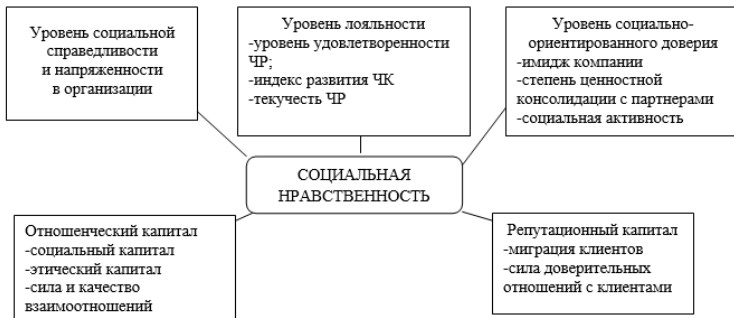 Уровень социальной
справедливости
и напряженности
в организации
Уровень лояльности
-уровень удовлетворенности
ЧР;
-индекс развития ЧК
-текучесть ЧР
Уровень социально-
ориентированного доверия
-имидж компании
-степень ценностной
консолидации с партнерами
-социальная активность
СОЦИАЛЬНАЯ
НРАВСТВЕННОСТЬ
Отношенческий капитал
-социальный капитал
-этический капитал
-сила и качество
взаимоотношений
Репутационный капитал
-миграция клиентов
-сила доверительных
отношений с клиентами